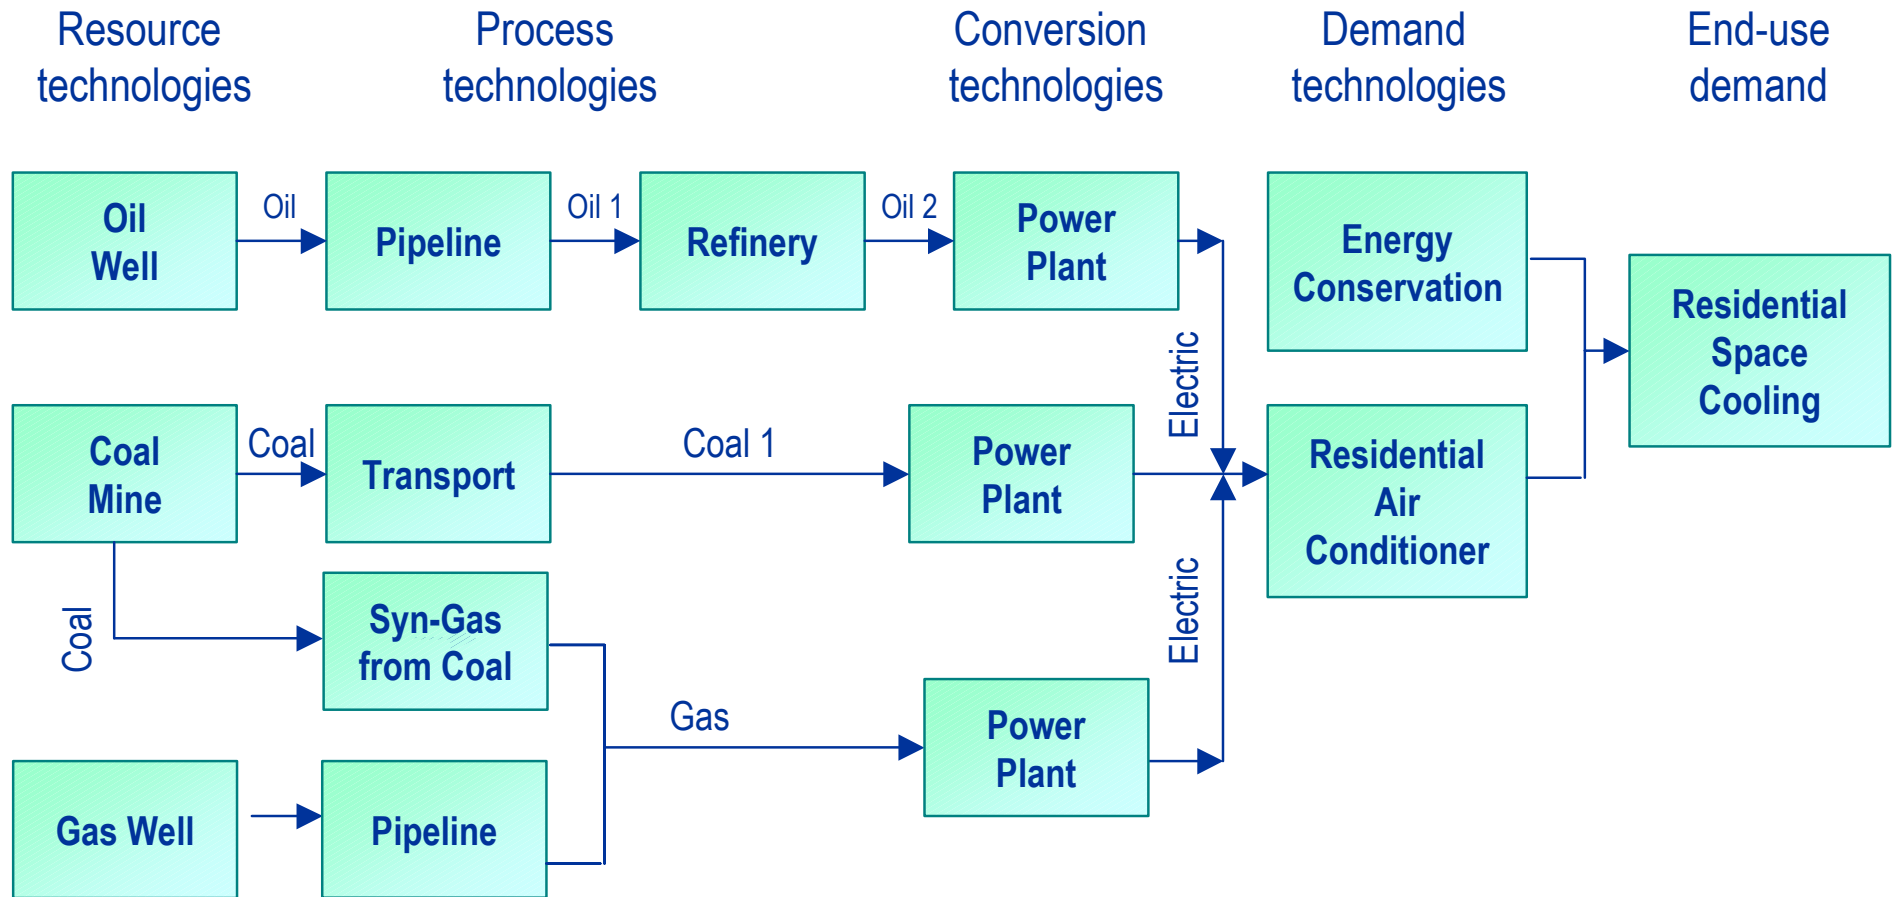 Resource
technologies
Process
technologies
Conversion
technologies
Demand
technologies
End-use
demand
Oil
Well
Oil
Pipeline
Oil 1
Refinery
Oil 2
Power
Plant
Electric
Energy
Conservation
Residential
Space
Cooling
Coal
Mine
Coal
Transport
Coal 1
Power
Plant
Residential
Air
Conditioner
Coal
Syn-Gas
from Coal
Gas
Power
Plant
Electric
Gas Well
Pipeline